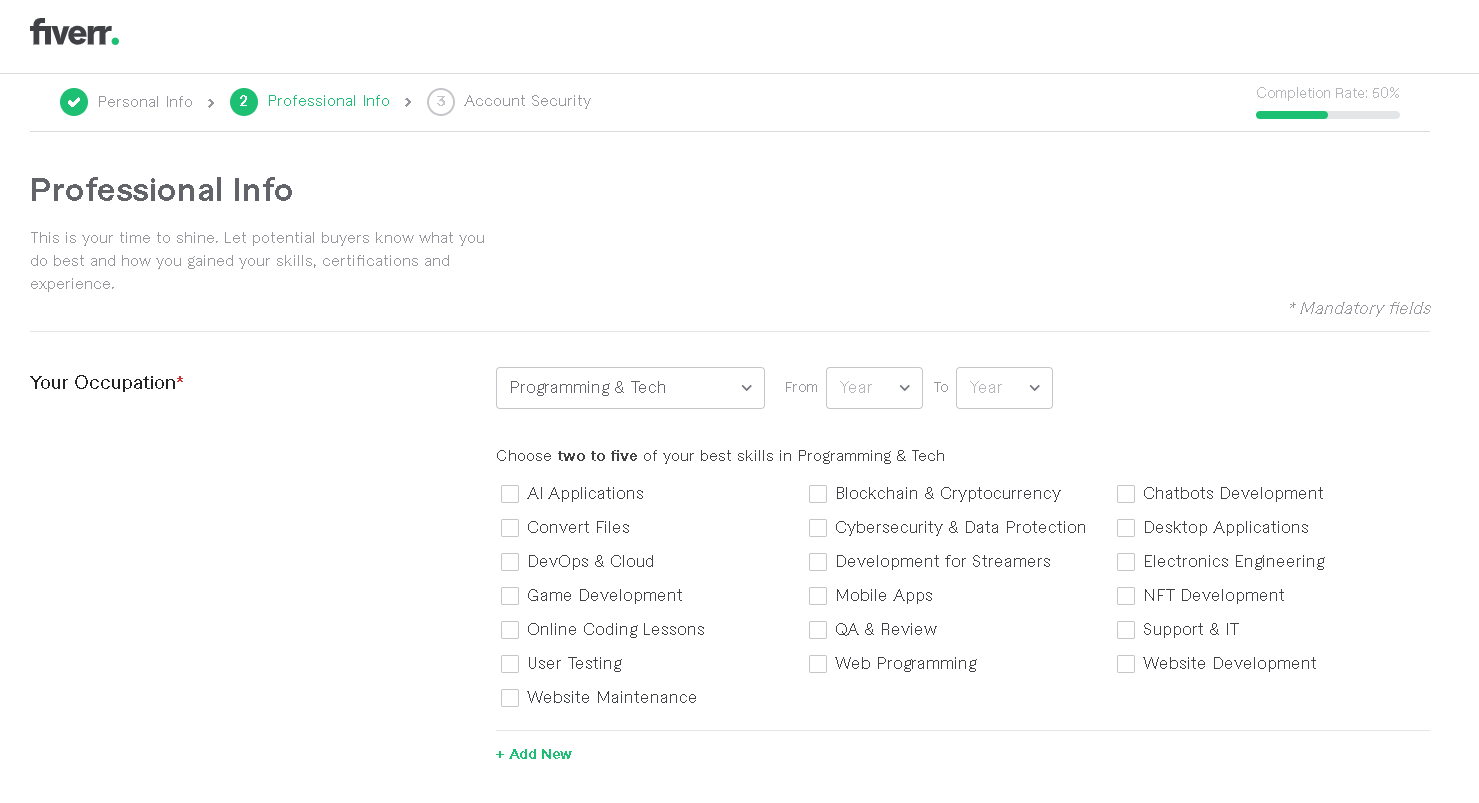 fiverr.
Personal Info > 2 Professional Info > 3 Account Security
Completion Rate: 50%
Professional Info
This is your time to shine. Let potential buyers know what you
do best and how you gained your skills, certifications and
experience.
* Mandatory fields
Your Occupation*
Programming & Tech From Year To Year
Choose two to five of your best skills in Programming & Tech
AI Applications Blockchain & Cryptocurrency Chatbots Development
Convert Files Cybersecurity & Data Protection Desktop Applications
DevOps & Cloud Development for Streamers Electronics Engineering
Game Development Mobile Apps NFT Development
Online Coding Lessons QA & Review Support & IT
User Testing Web Programming Website Development
Website Maintenance
+ Add New